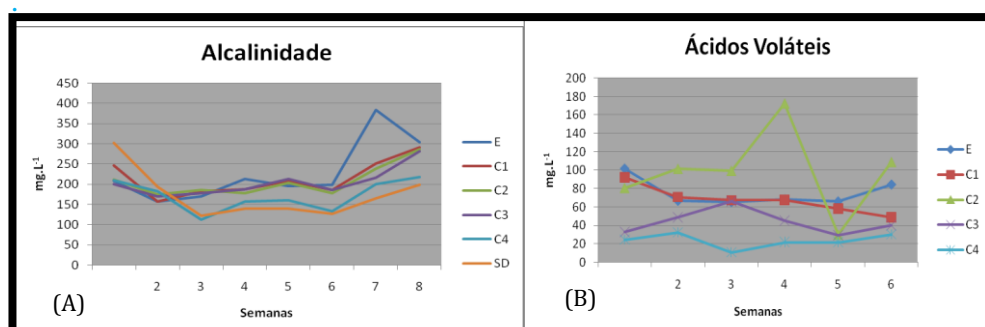 Alcalinidade
450
400
350
300
250
200
150
100
50
0
mg.L-1
2 3 4 5 6 7 8
Semanas
E
C1
C2
C3
C4
SD
(A)
Ácidos Voláteis
200
180
160
140
120
100
80
60
40
20
0
mg.L-1
2 3 4 5 6
Semanas
E
C1
C2
C3
C4
(B)